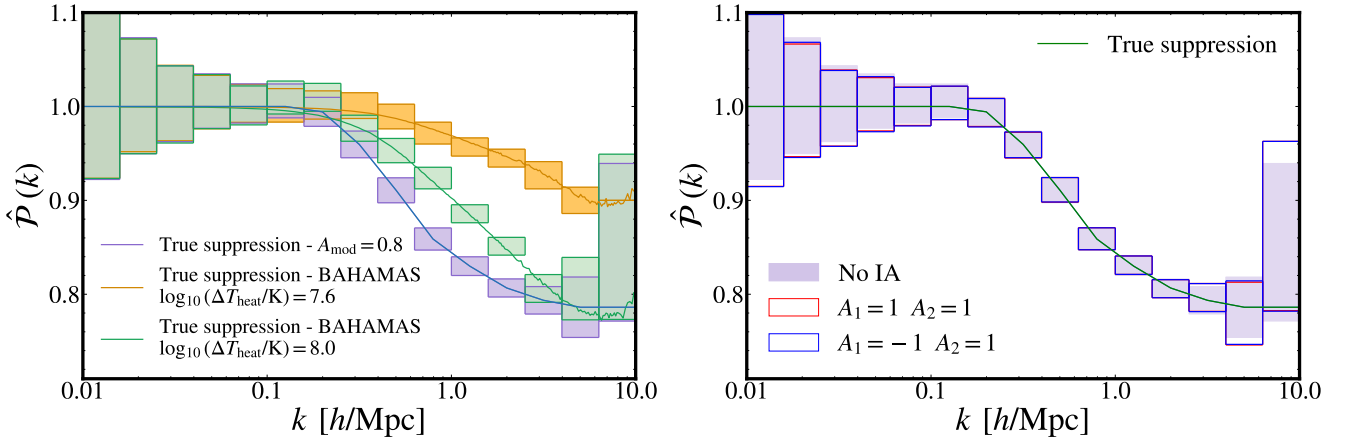 1.1
1.0
0.9
0.8
P̂(k)
True suppression - A_mod = 0.8
True suppression - BAHAMAS
log₁₀(ΔT_heat/K) = 7.6
True suppression - BAHAMAS
log₁₀(ΔT_heat/K) = 8.0
0.01 0.1 1.0 10.0
k [h/Mpc]
1.1
1.0
0.9
0.8
P̂(k)
True suppression
No IA
A₁ = 1 A₂ = 1
A₁ = −1 A₂ = 1
0.01 0.1 1.0 10.0
k [h/Mpc]